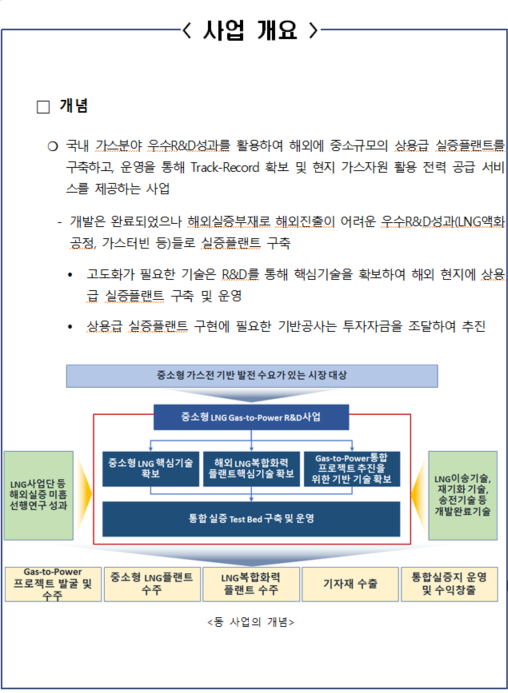 < 사업 개요 >
□ 개념
❍ 국내 가스분야 우수R&D성과를 활용하여 해외에 중소규모의 상용급 실증플랜트를
구축하고, 운영을 통해 Track-Record 확보 및 현지 가스자원 활용 전력 공급 서비
스를 제공하는 사업
- 개발은 완료되었으나 해외실증부재로 해외진출이 어려운 우수R&D성과(LNG액화
공정, 가스터빈 등)들로 실증플랜트 구축
• 고도화가 필요한 기술은 R&D를 통해 핵심기술을 확보하여 해외 현지에 상용
급 실증플랜트 구축 및 운영
• 상용급 실증플랜트 구현에 필요한 기반공사는 투자자금을 조달하여 추진
중소형 가스전 기반 발전 수요가 있는 시장 대상
중소형 LNG Gas-to-Power R&D사업
중소형 LNG 핵심기술
확보
해외 LNG복합화력
플랜트핵심기술 확보
Gas-to-Power통합
프로젝트 추진을
위한 기반 기술 확보
통합 실증 Test Bed 구축 및 운영
LNG사업단 등
해외실증 미흡
선행연구 성과
LNG이송기술,
재기화 기술,
송전기술 등
개발완료기술
Gas-to-Power
프로젝트 발굴 및
수주
중소형 LNG플랜트
수주
LNG복합화력
플랜트 수주
기자재 수출
통합실증지 운영
및 수익창출
<동 사업의 개념>